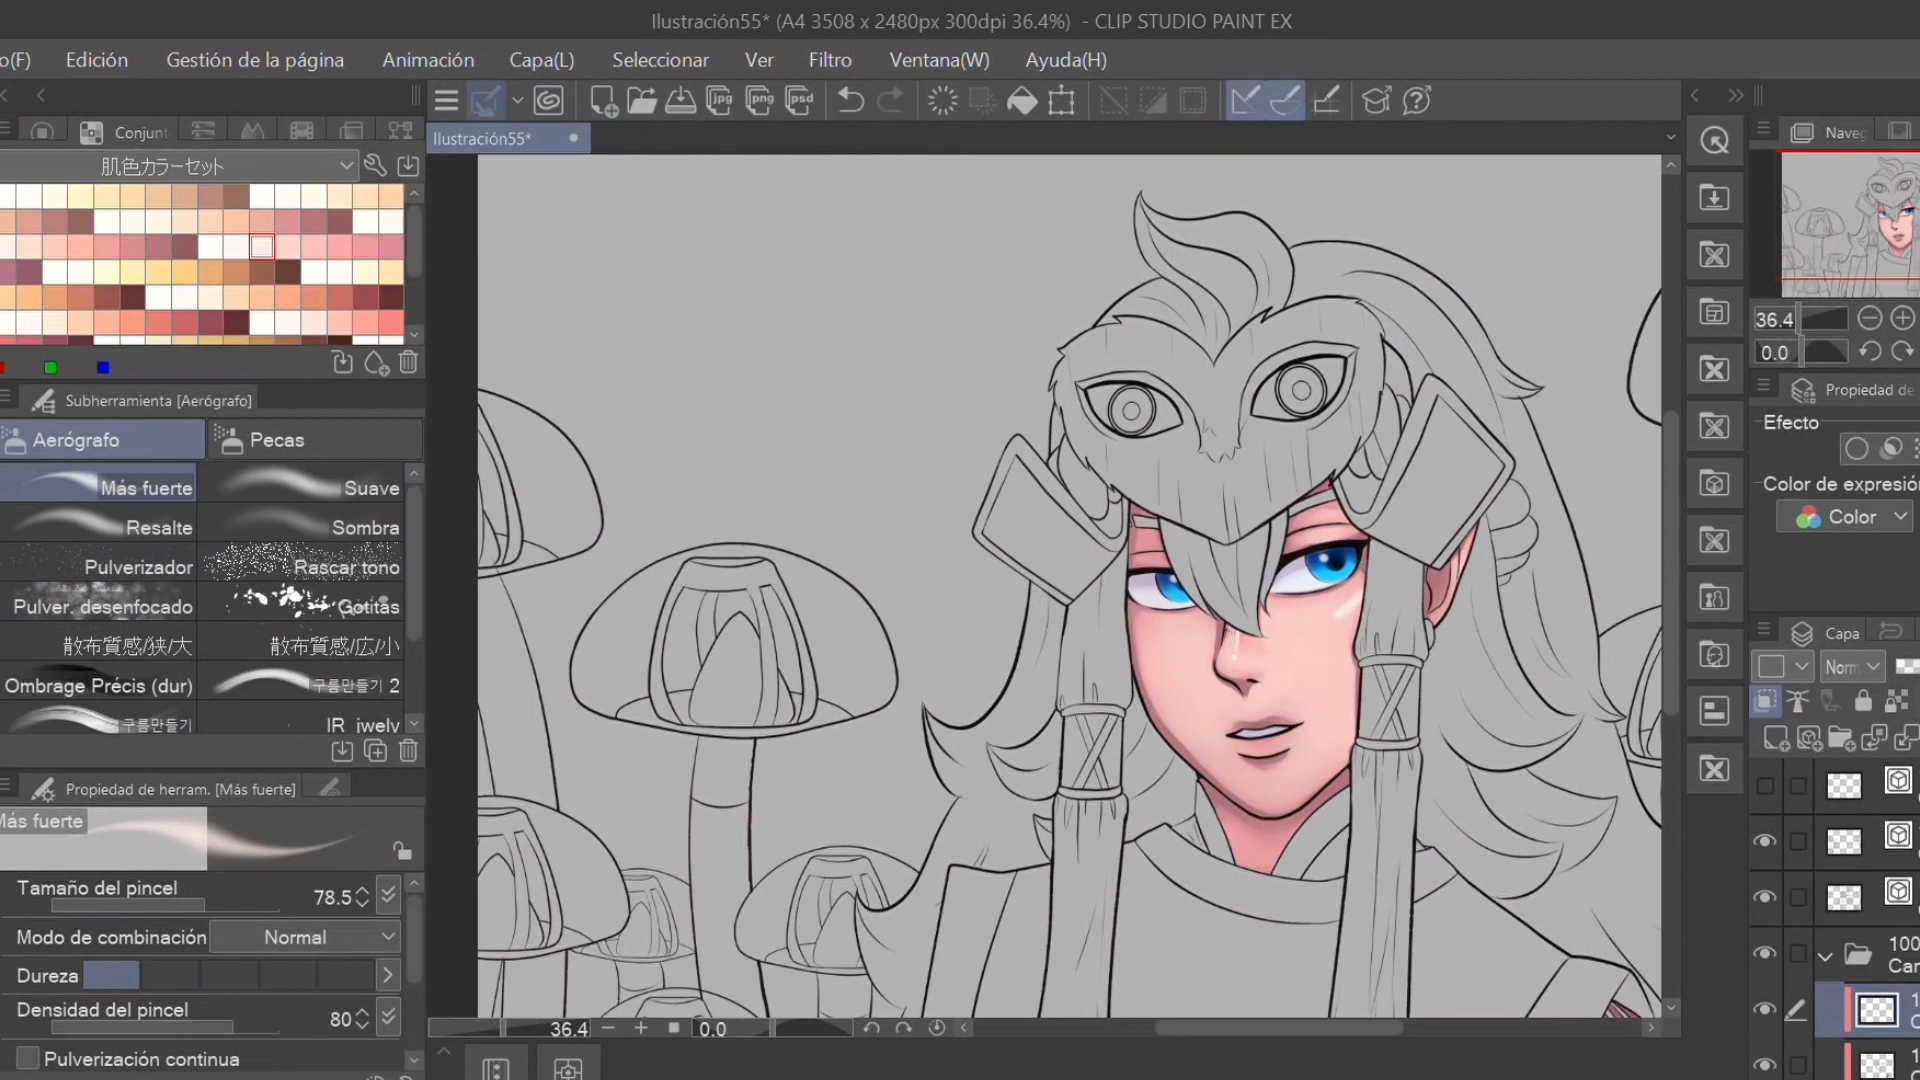 Ilustración55* (A4 3508 x 2480px 300dpi 36.4%) - CLIP STUDIO PAINT EX
o(F) Edición Gestión de la página Animación Capa(L) Seleccionar Ver Filtro Ventana(W) Ayuda(H)
jpg png psd
Conjunt
Ilustración55*
Naveg
肌色カラーセット
36.4
0.0
Subherramienta [Aerógrafo]
Propiedad de
Aerógrafo Pecas
Efecto
Más fuerte Suave
Color de expresión
Resalte Sombra
Color
Pulverizador Rascar tono
Pulver. desenfocado Gotitas
散布質感/狭/大 散布質感/広/小
Capa
Norm
Ombrage Précis (dur) 구름만들기 2
구름만들기 IR_jwelv
Propiedad de herram. [Más fuerte]
Más fuerte
Tamaño del pincel 78.5
Modo de combinación Normal
100
Car
Dureza
Densidad del pincel 80
36.4 0.0
Pulverización continua